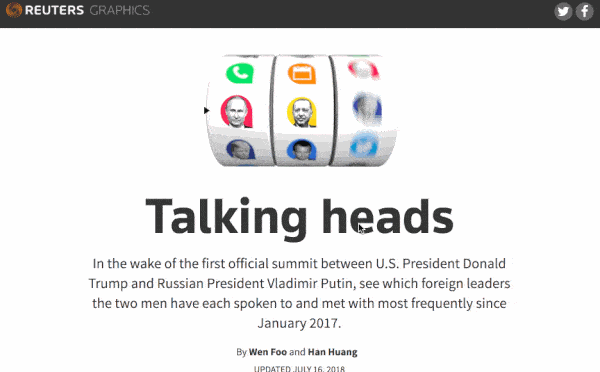 REUTERS GRAPHICS
Talking heads
In the wake of the first official summit between U.S. President Donald
Trump and Russian President Vladimir Putin, see which foreign leaders
the two men have each spoken to and met with most frequently since
January 2017.
By Wen Foo and Han Huang
UPDATED JULY 16, 2018